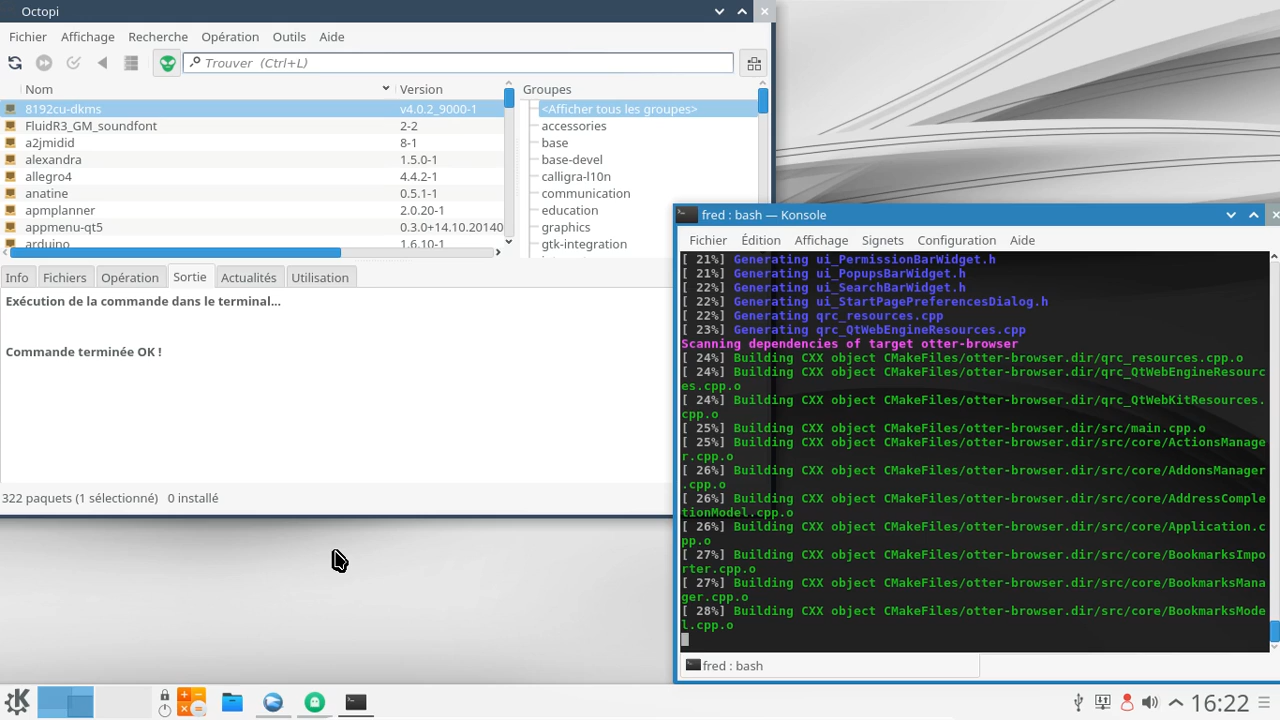 Octopi
Fichier Affichage Recherche Opération Outils Aide
Trouver (Ctrl+L)
Nom Version
8192cu-dkms v4.0.2_9000-1
FluidR3_GM_soundfont 2-2
a2jmidid 8-1
alexandra 1.5.0-1
allegro4 4.4.2-1
anatine 0.5.1-1
apmplanner 2.0.20-1
appmenu-qt5 0.3.0+14.10.20140
arduino 1.6.10-1
Groupes
<Afficher tous les groupes>
accessories
base
base-devel
calligra-l10n
communication
education
graphics
gtk-integration
Info Fichiers Opération Sortie Actualités Utilisation
Exécution de la commande dans le terminal...
Commande terminée OK !
322 paquets (1 sélectionné) 0 installé
fred : bash — Konsole
Fichier Édition Affichage Signets Configuration Aide
[ 21%] Generating ui_PermissionBarWidget.h
[ 21%] Generating ui_PopupsBarWidget.h
[ 22%] Generating ui_SearchBarWidget.h
[ 22%] Generating ui_StartPagePreferencesDialog.h
[ 22%] Generating qrc_resources.cpp
[ 23%] Generating qrc_QtWebEngineResources.cpp
Scanning dependencies of target otter-browser
[ 24%] Building CXX object CMakeFiles/otter-browser.dir/qrc_resources.cpp.o
[ 24%] Building CXX object CMakeFiles/otter-browser.dir/qrc_QtWebEngineResourc
es.cpp.o
[ 24%] Building CXX object CMakeFiles/otter-browser.dir/qrc_QtWebKitResources.
cpp.o
[ 25%] Building CXX object CMakeFiles/otter-browser.dir/src/main.cpp.o
[ 25%] Building CXX object CMakeFiles/otter-browser.dir/src/core/ActionsManage
r.cpp.o
[ 26%] Building CXX object CMakeFiles/otter-browser.dir/src/core/AddonsManager
.cpp.o
[ 26%] Building CXX object CMakeFiles/otter-browser.dir/src/core/AddressComple
tionModel.cpp.o
[ 26%] Building CXX object CMakeFiles/otter-browser.dir/src/core/Application.c
pp.o
[ 27%] Building CXX object CMakeFiles/otter-browser.dir/src/core/BookmarksImpo
rter.cpp.o
[ 27%] Building CXX object CMakeFiles/otter-browser.dir/src/core/BookmarksMana
ger.cpp.o
[ 28%] Building CXX object CMakeFiles/otter-browser.dir/src/core/BookmarksMode
l.cpp.o
fred : bash
16:22